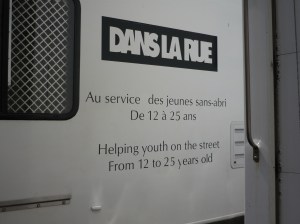 DANS LA RUE
Au service des jeunes sans-abri
De 12 à 25 ans
Helping youth on the street
From 12 to 25 years old